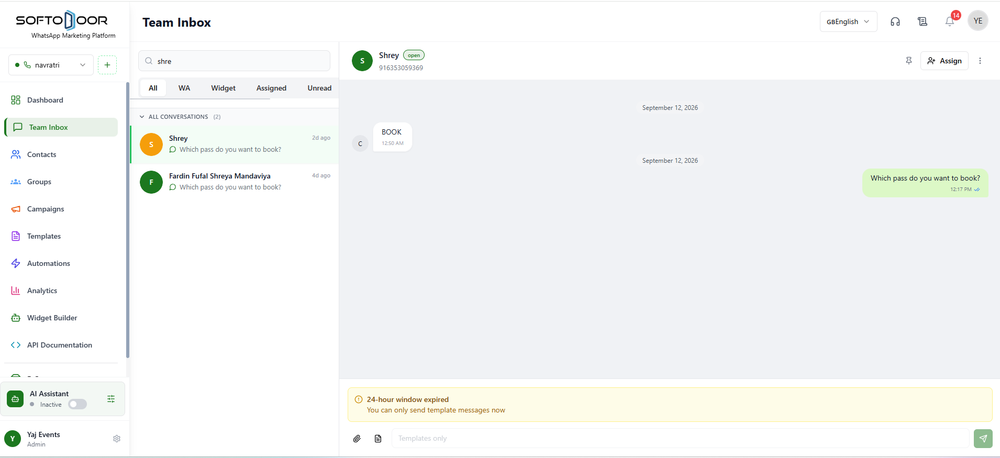 SOFTODOOR
WhatsApp Marketing Platform
navratri
Dashboard
Team Inbox
Contacts
Groups
Campaigns
Templates
Automations
Analytics
Widget Builder
API Documentation
AI Assistant
Inactive
Y
Yaj Events
Admin
Team Inbox
GBEnglish
14
YE
shre
All WA Widget Assigned Unread
ALL CONVERSATIONS (2)
S
Shrey 2d ago
Which pass do you want to book?
F
Fardin Fufal Shreya Mandaviya 4d ago
Which pass do you want to book?
S
Shrey open
916353059369
Assign
September 12, 2026
C
BOOK
12:50 AM
September 12, 2026
Which pass do you want to book?
12:17 PM
24-hour window expired
You can only send template messages now
Templates only